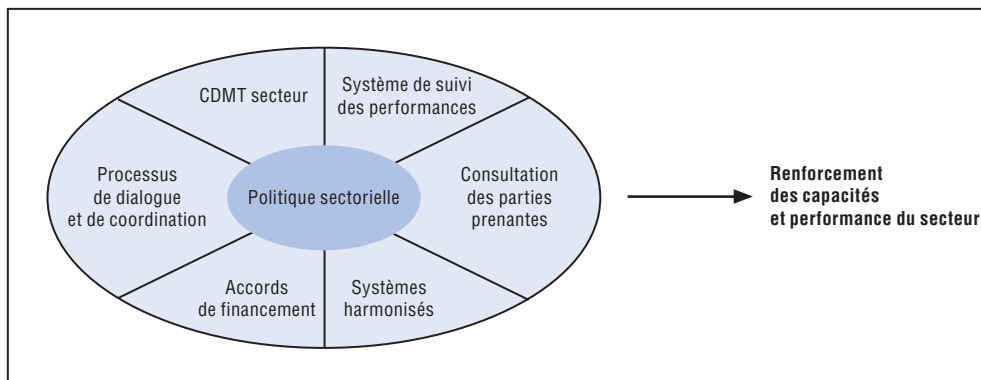 CDMT secteur
Système de suivi
des performances
Processus
de dialogue
et de coordination
Politique sectorielle
Consultation
des parties
prenantes
Accords
de financement
Systèmes
harmonisés
Renforcement
des capacités
et performance du secteur